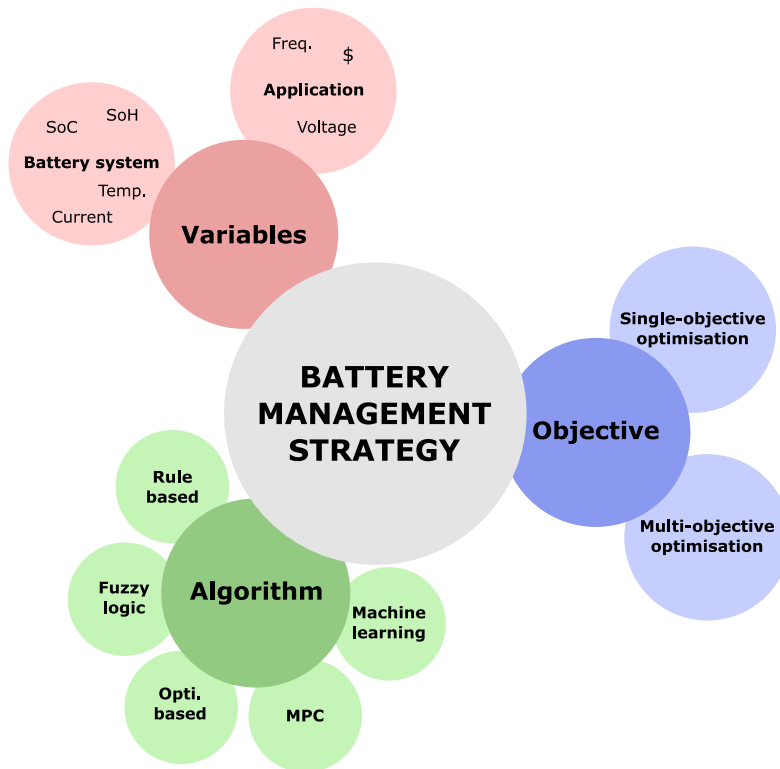 Freq.
$
Application
Voltage
SoC
SoH
Battery system
Temp.
Current
Variables
BATTERY
MANAGEMENT
STRATEGY
Single-objective
optimisation
Objective
Multi-objective
optimisation
Rule
based
Fuzzy
logic
Algorithm
Machine
learning
Opti.
based
MPC